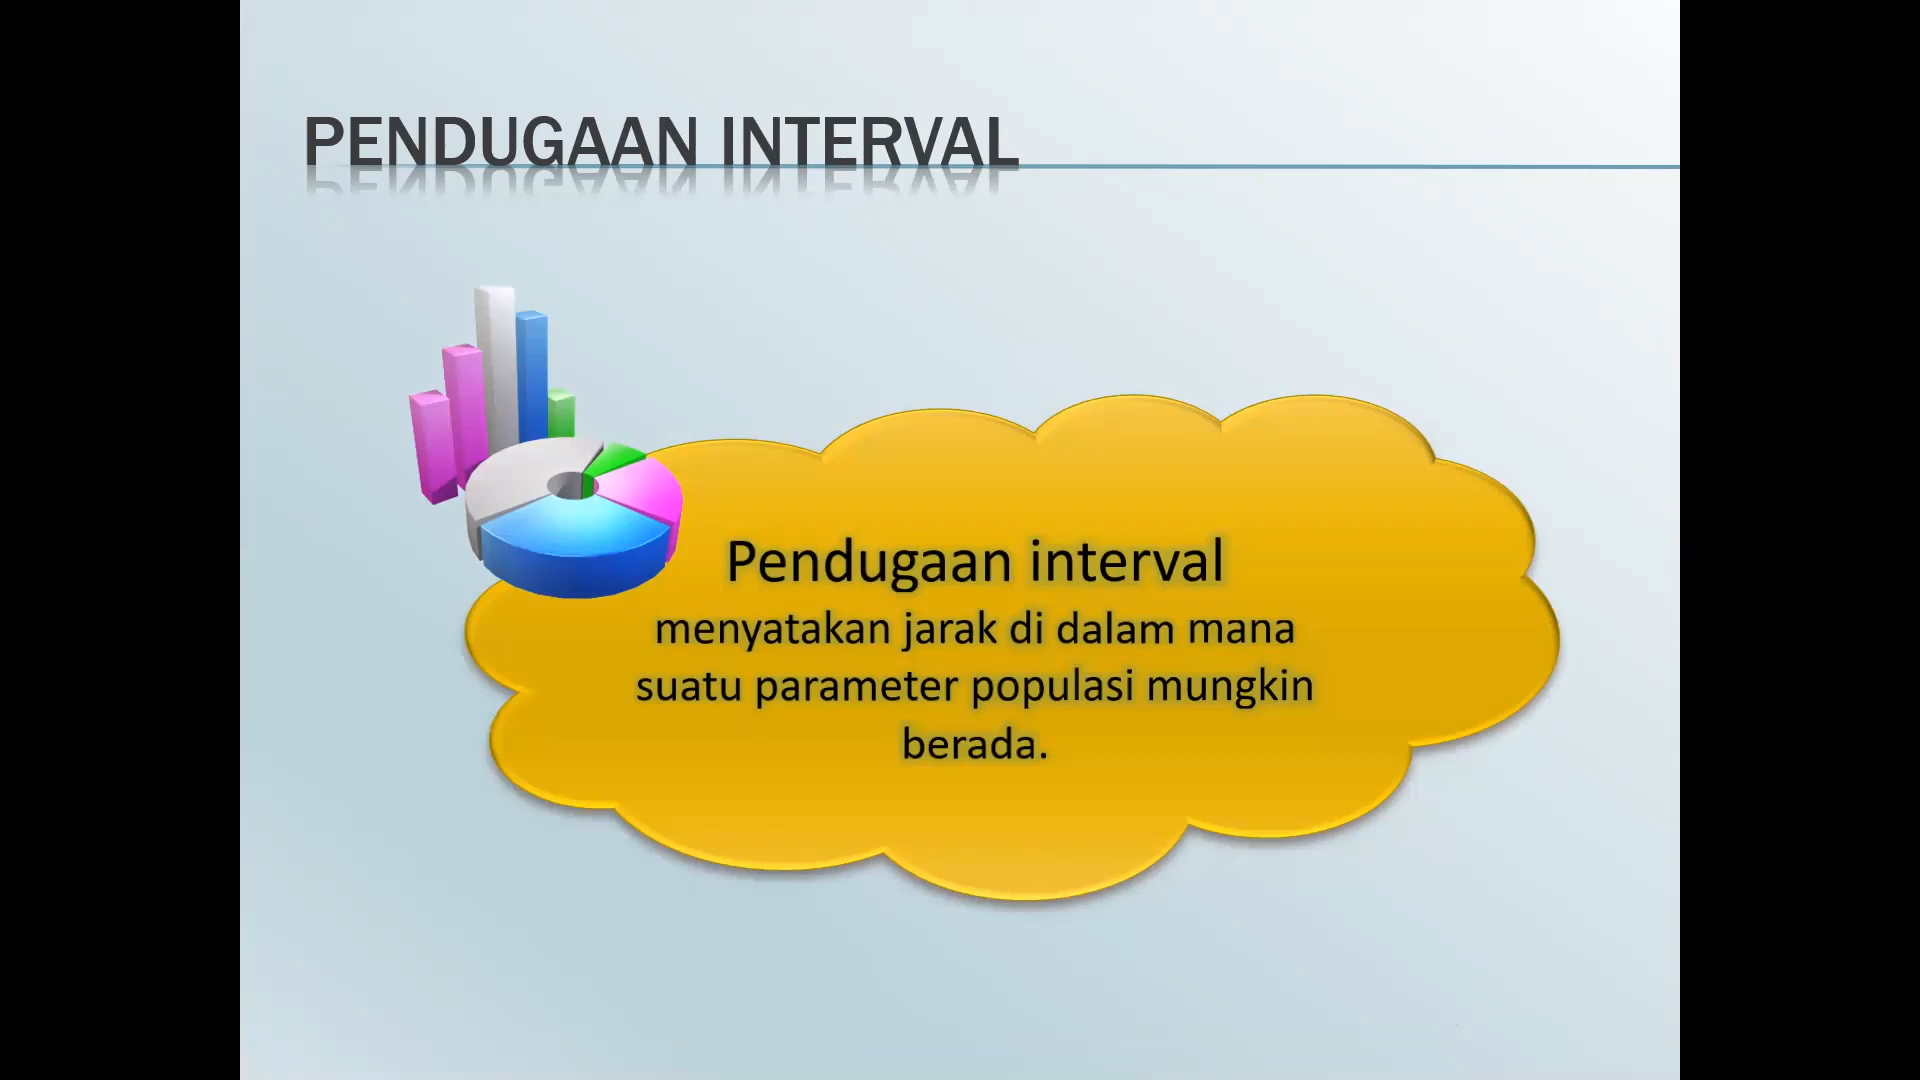 PENDUGAAN INTERVAL
Pendugaan interval
menyatakan jarak di dalam mana
suatu parameter populasi mungkin
berada.